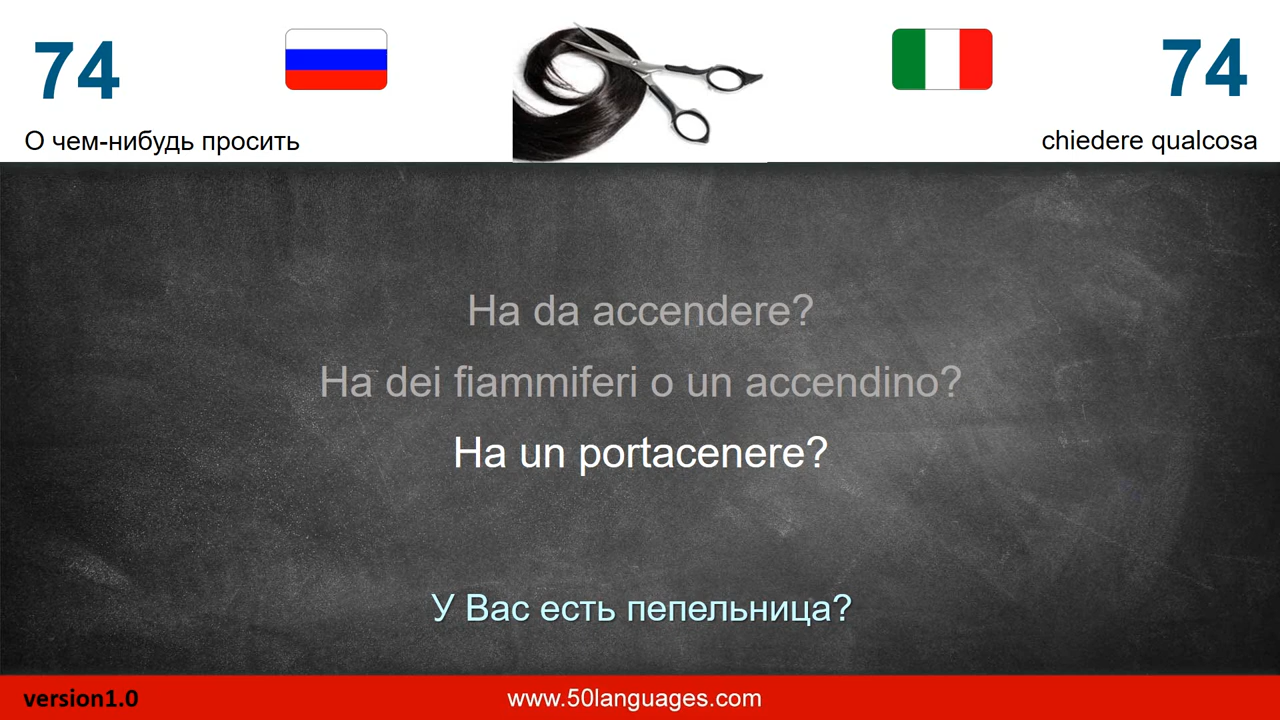 74
74
О чем-нибудь просить
chiedere qualcosa
Ha da accendere?
Ha dei fiammiferi o un accendino?
Ha un portacenere?
У Вас есть пепельница?
version1.0
www.50languages.com